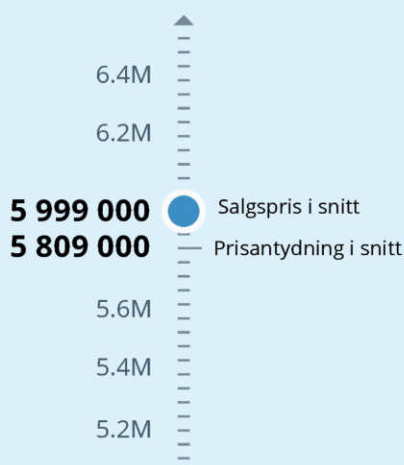 6.4M
6.2M
5 999 000 Salgspris i snitt
5 809 000 Prisantydning i snitt
5.6M
5.4M
5.2M